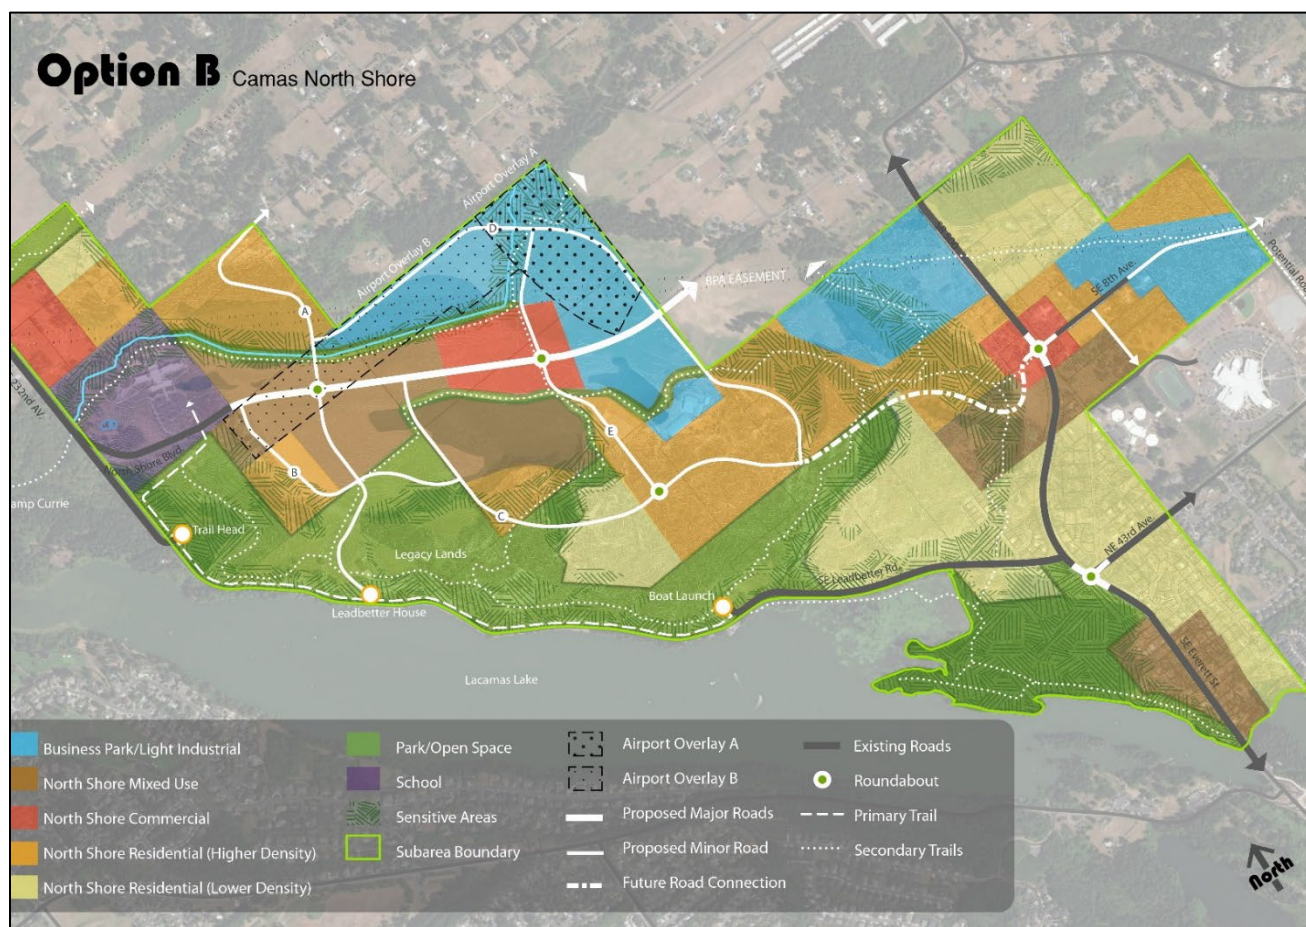 Option B Camas North Shore
Airport Overlay A
Airport Overlay B
D
BPA EASEMENT
A
SE 8th Ave.
232nd AV.
North Shore Blvd.
E
B
C
amp Currie
Trail Head
Legacy Lands
Leadbetter House
Boat Launch
SE Leadbetter Rd.
NE 43rd Ave.
SE Everett St
Lacamas Lake
Business Park/Light Industrial
North Shore Mixed Use
North Shore Commercial
North Shore Residential (Higher Density)
North Shore Residential (Lower Density)
Park/Open Space
School
Sensitive Areas
Subarea Boundary
Airport Overlay A
Airport Overlay B
Proposed Major Roads
Proposed Minor Road
Future Road Connection
Existing Roads
Roundabout
Primary Trail
Secondary Trails
North